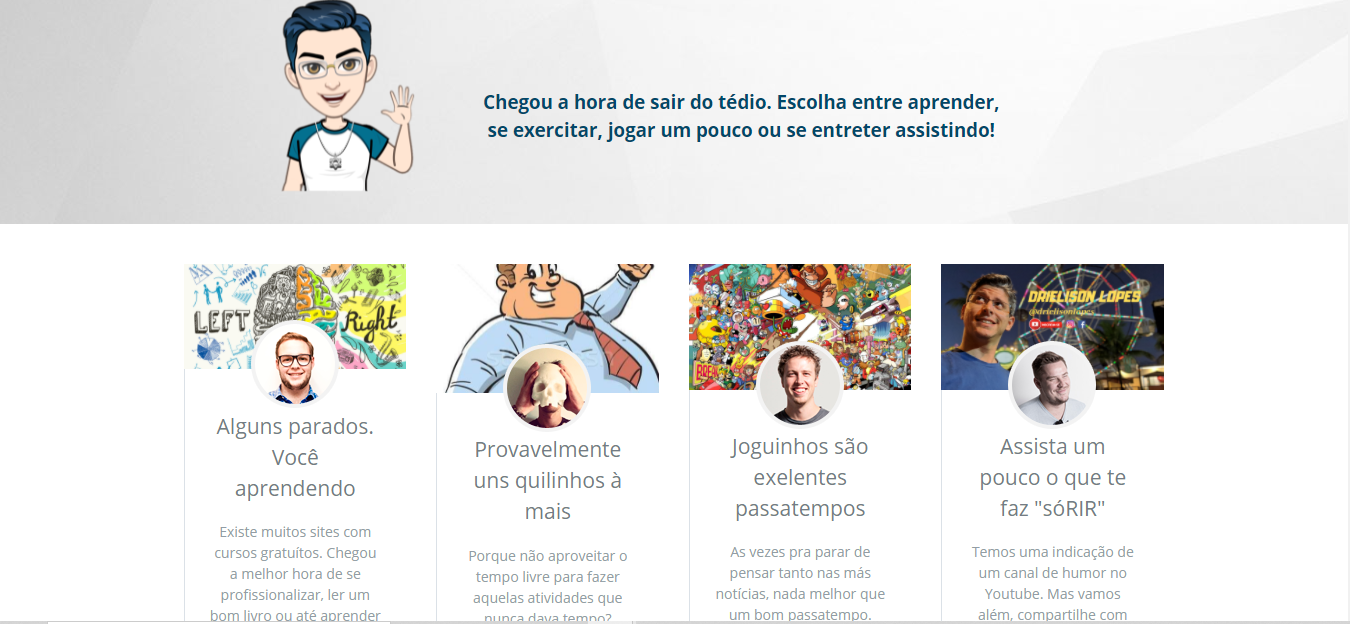 Chegou a hora de sair do tédio. Escolha entre aprender,
se exercitar, jogar um pouco ou se entreter assistindo!
LEFT
Right
DRIELISON LOPES
@drielisonlopes
Alguns parados.
Você
aprendendo
Existe muitos sites com
cursos gratuítos. Chegou
a melhor hora de se
profissionalizar, ler um
bom livro ou até aprender
Provavelmente
uns quilinhos à
mais
Porque não aproveitar o
tempo livre para fazer
aquelas atividades que
nunca dava tempo?
Joguinhos são
exelentes
passatempos
As vezes pra parar de
pensar tanto nas más
notícias, nada melhor que
um bom passatempo.
Assista um
pouco o que te
faz "sóRIR"
Temos uma indicação de
um canal de humor no
Youtube. Mas vamos
além, compartilhe com